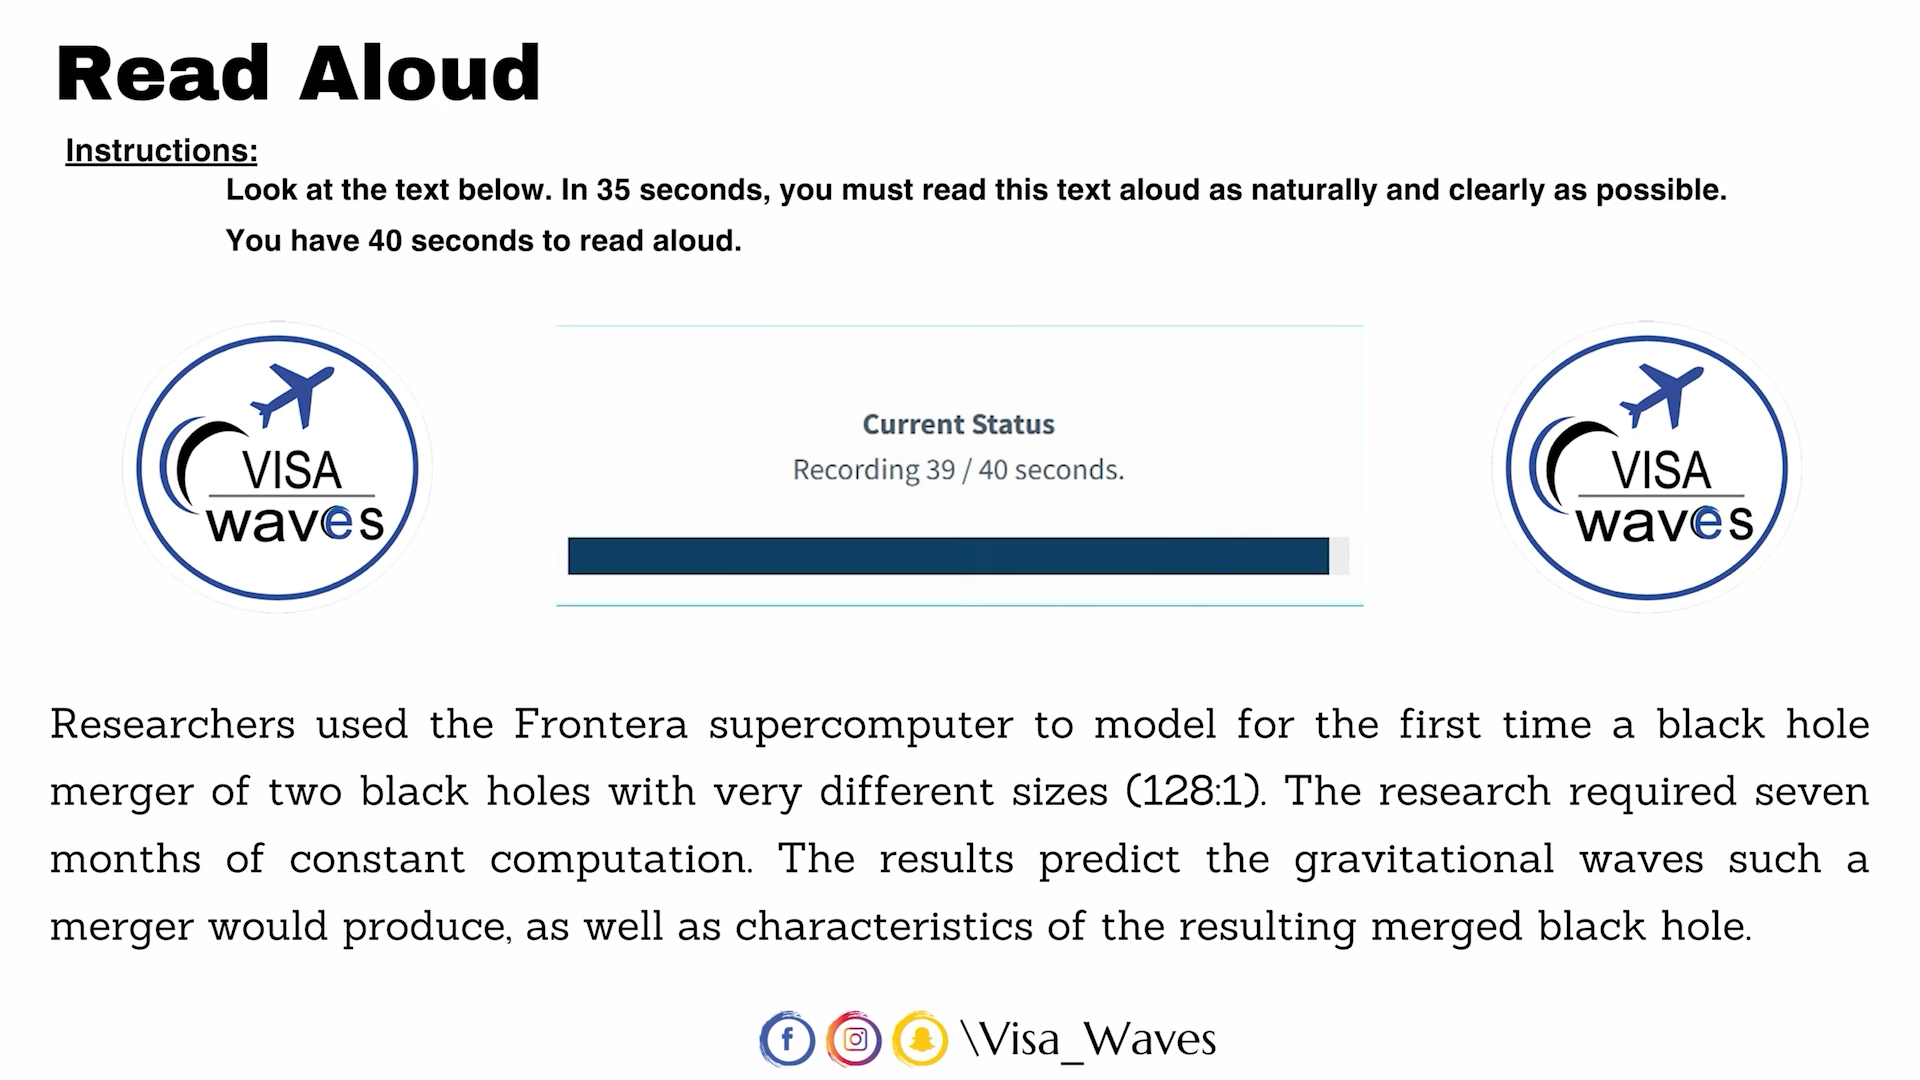 Read Aloud
Instructions:
Look at the text below. In 35 seconds, you must read this text aloud as naturally and clearly as possible.
You have 40 seconds to read aloud.
VISA
waves
Current Status
Recording 39 / 40 seconds.
VISA
waves
Researchers used the Frontera supercomputer to model for the first time a black hole
merger of two black holes with very different sizes (128:1). The research required seven
months of constant computation. The results predict the gravitational waves such a
merger would produce, as well as characteristics of the resulting merged black hole.
\Visa_Waves